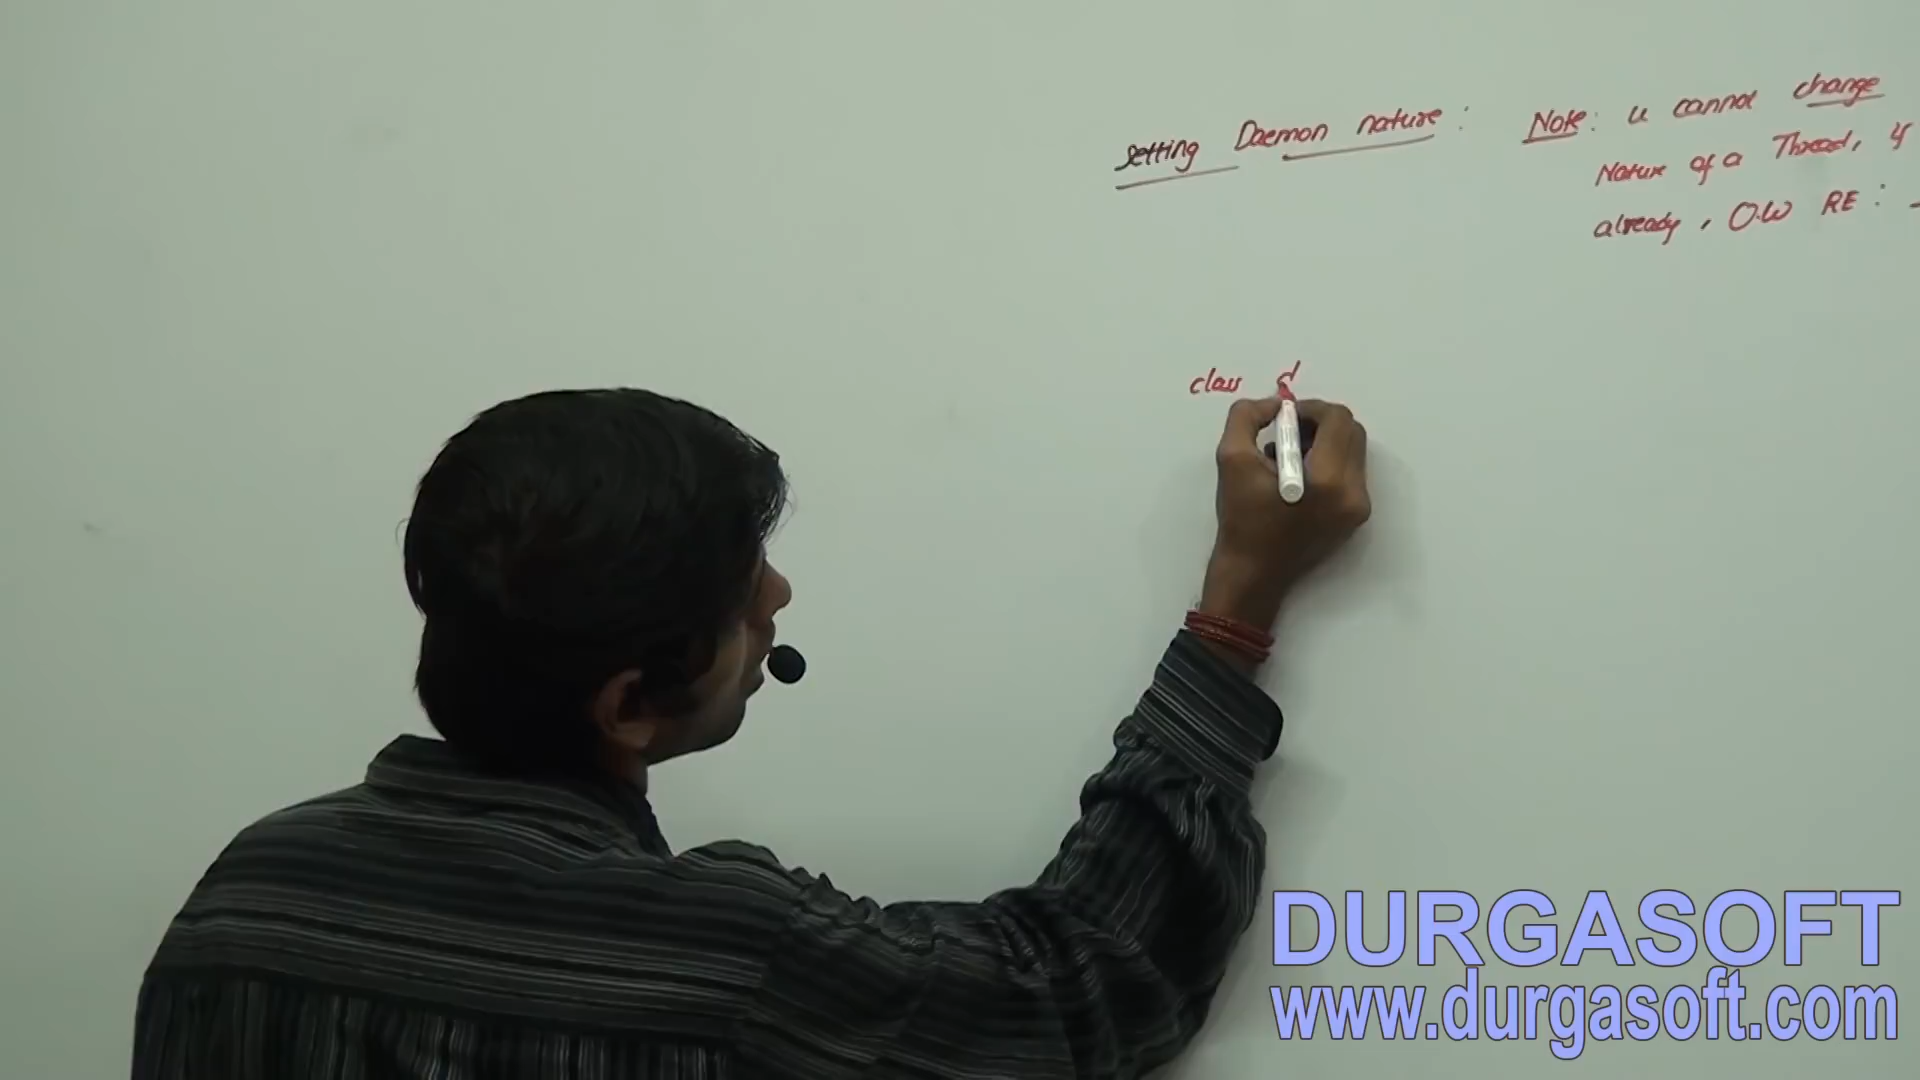 Setting Daemon nature :
Note : u cannot change
Nature of a Thread, if
already, O.W RE : -
class d
DURGASOFT
www.durgasoft.com